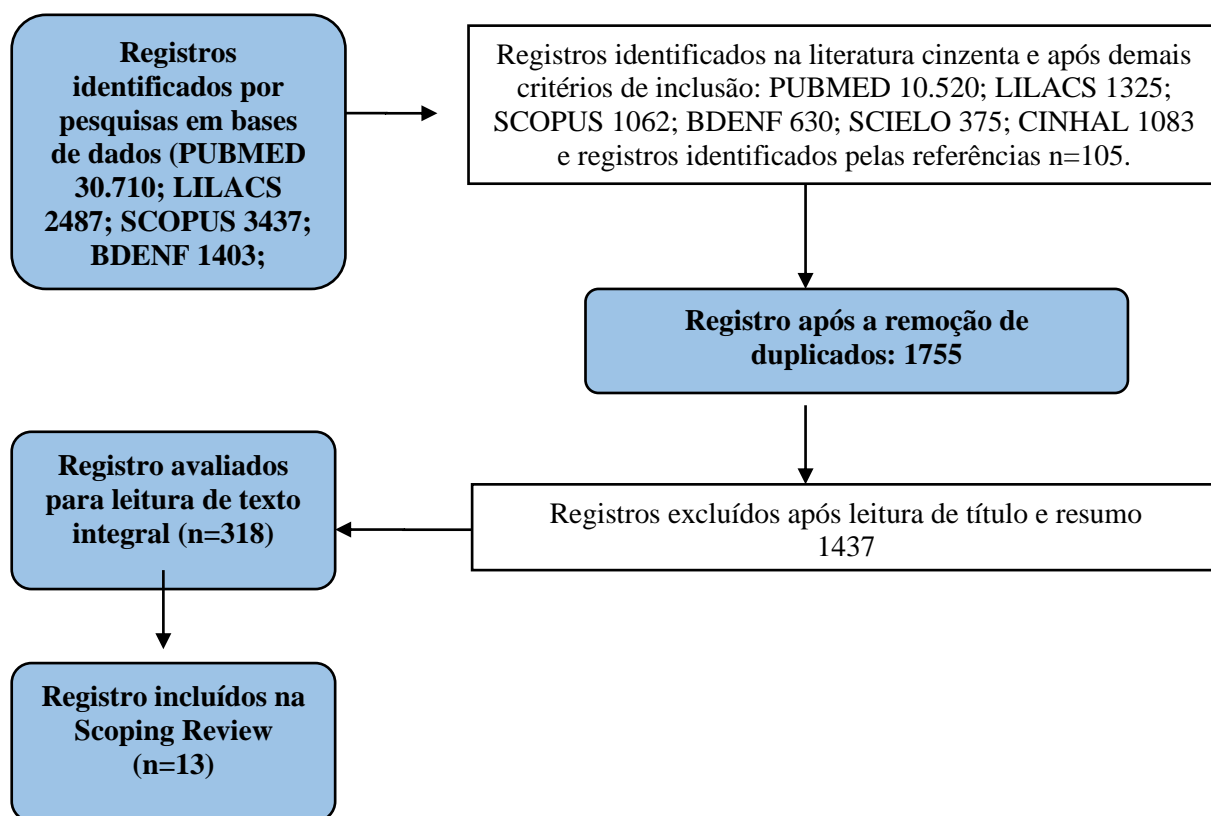 Registros
identificados por
pesquisas em bases
de dados (PUBMED
30.710; LILACS
2487; SCOPUS 3437;
BDENF 1403;
Registros identificados na literatura cinzenta e após demais
critérios de inclusão: PUBMED 10.520; LILACS 1325;
SCOPUS 1062; BDENF 630; SCIELO 375; CINHAL 1083
e registros identificados pelas referências n=105.
Registro após a remoção de
duplicados: 1755
Registros excluídos após leitura de título e resumo
1437
Registro avaliados
para leitura de texto
integral (n=318)
Registro incluídos na
Scoping Review
(n=13)